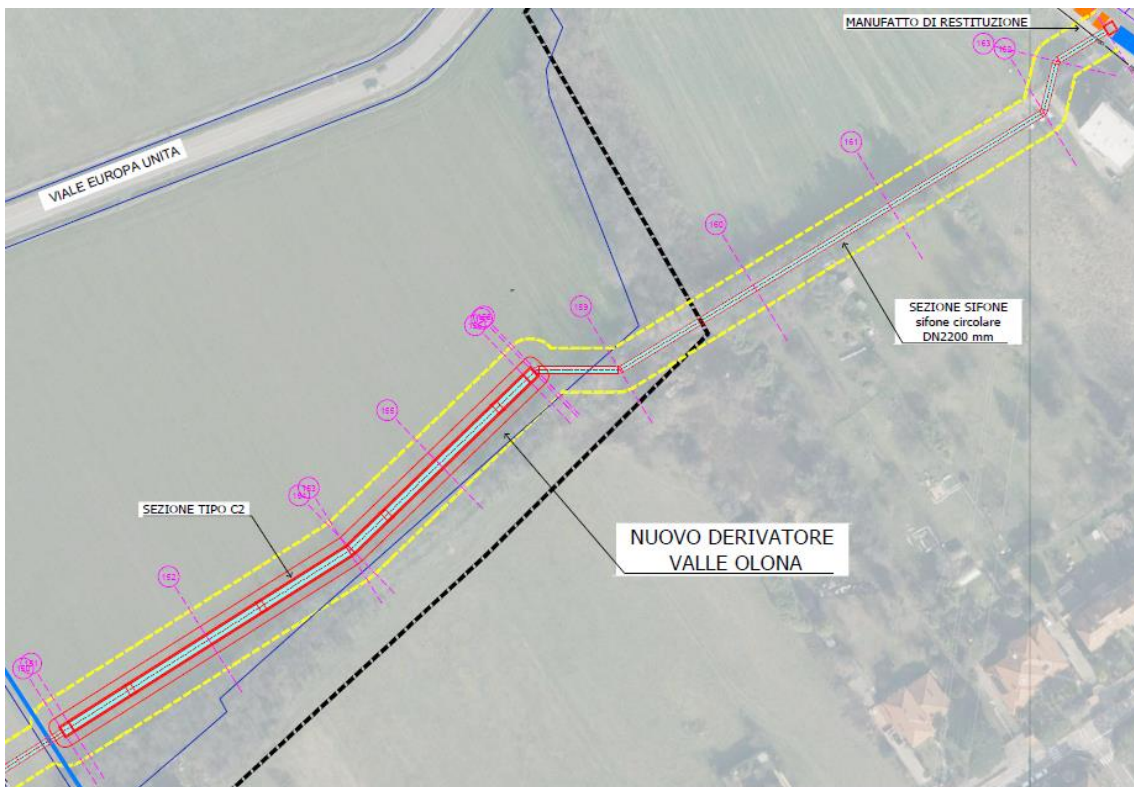 MANUFATTO DI RESTITUZIONE
163
161
VIALE EUROPA UNITA
160
159
SEZIONE SIFONE
sifone circolare
DN2200 mm
SEZIONE TIPO C2
NUOVO DERIVATORE
VALLE OLONA
152